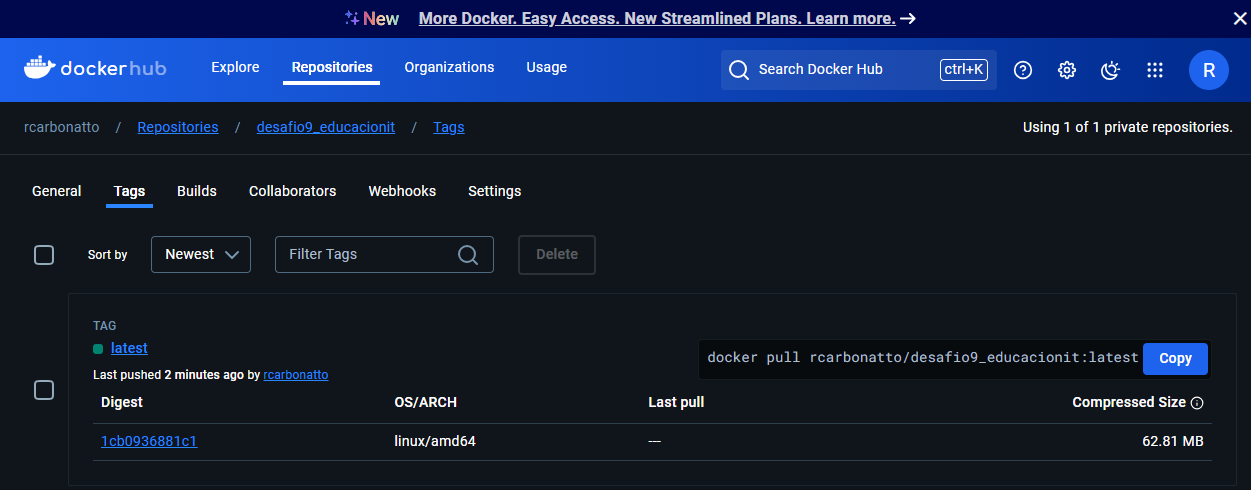 New More Docker. Easy Access. New Streamlined Plans. Learn more.
dockerhub Explore Repositories Organizations Usage Search Docker Hub ctrl+K R
rcarbonatto / Repositories / desafio9_educacionit / Tags Using 1 of 1 private repositories.
General Tags Builds Collaborators Webhooks Settings
Sort by Newest Filter Tags Delete
TAG
latest
docker pull rcarbonatto/desafio9_educacionit:latest Copy
Last pushed 2 minutes ago by rcarbonatto
Digest OS/ARCH Last pull Compressed Size
1cb0936881c1 linux/amd64 --- 62.81 MB